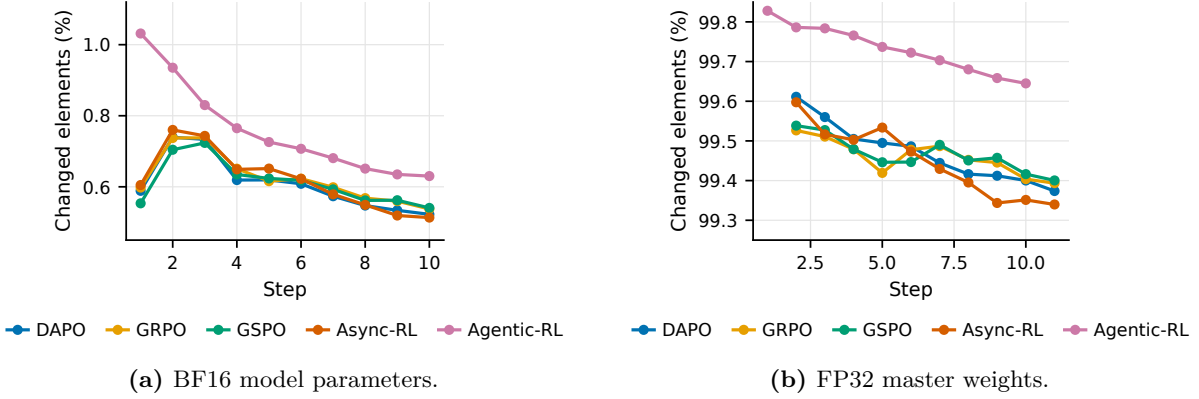 Changed elements (%)
1.0
0.8
0.6
2 4 6 8 10
Step
DAPO GRPO GSPO Async-RL Agentic-RL
(a) BF16 model parameters.
Changed elements (%)
99.8
99.7
99.6
99.5
99.4
99.3
2.5 5.0 7.5 10.0
Step
DAPO GRPO GSPO Async-RL Agentic-RL
(b) FP32 master weights.